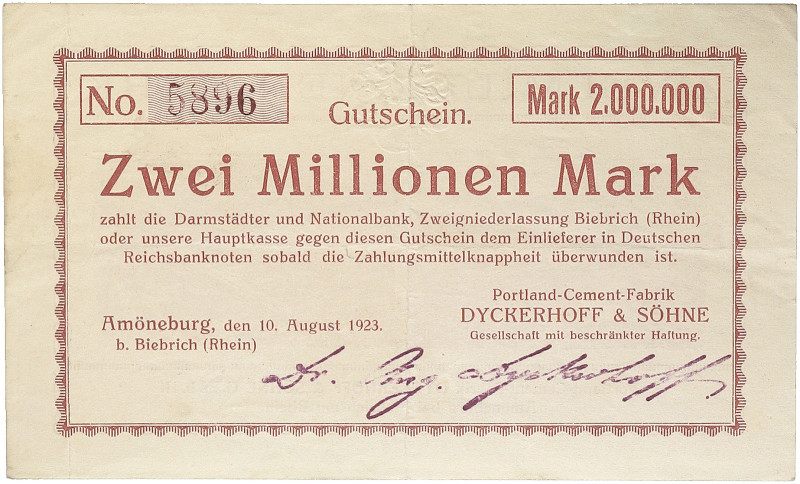 No. 5896
Gutschein.
Mark 2.000.000
Zwei Millionen Mark
zahlt die Darmstädter und Nationalbank, Zweigniederlassung Biebrich (Rhein)
oder unsere Hauptkasse gegen diesen Gutschein dem Einlieferer in Deutschen
Reichsbanknoten sobald die Zahlungsmittelknappheit überwunden ist.
Amöneburg, den 10. August 1923.
b. Biebrich (Rhein)
Portland-Cement-Fabrik
DYCKERHOFF & SÖHNE
Gesellschaft mit beschränkter Haftung.
Dr. Ing. Dyckerhoff